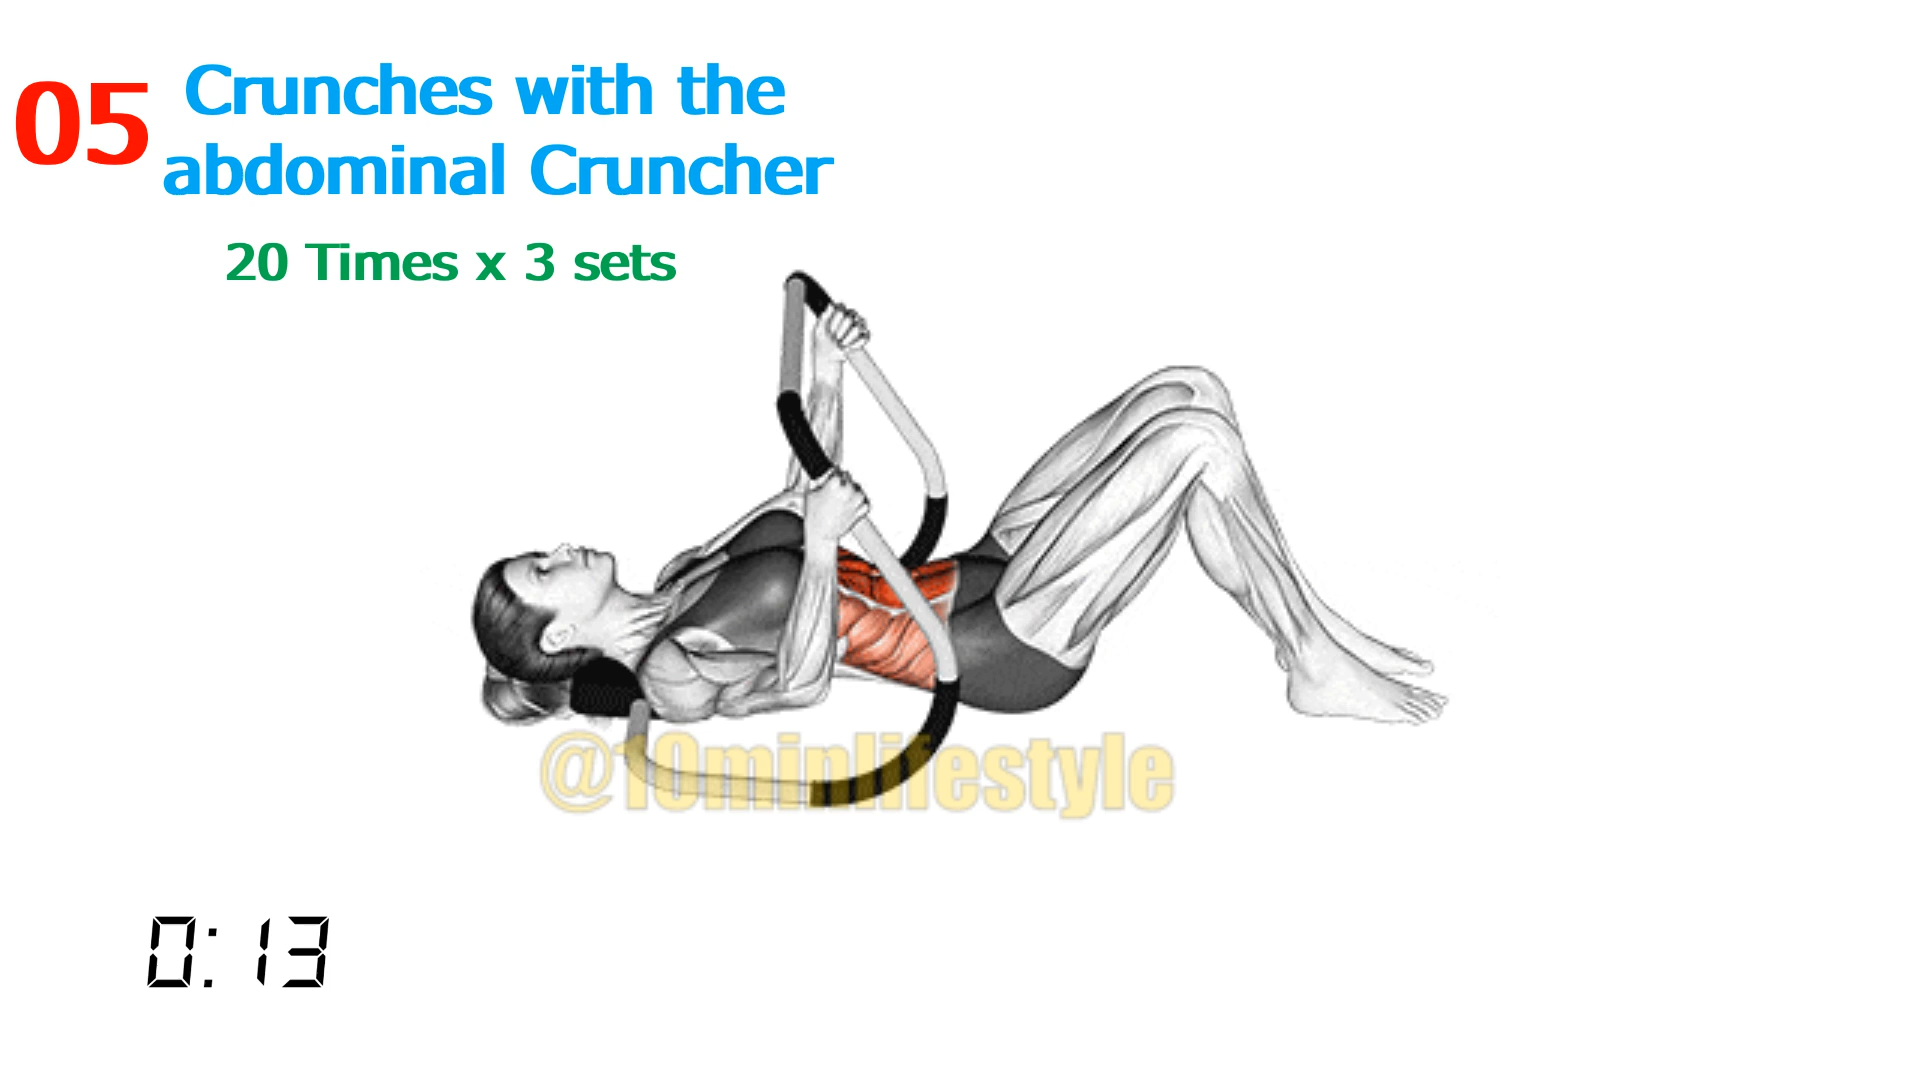 05
Crunches with the
abdominal Cruncher
20 Times x 3 sets
@10minlifestyle
0:13